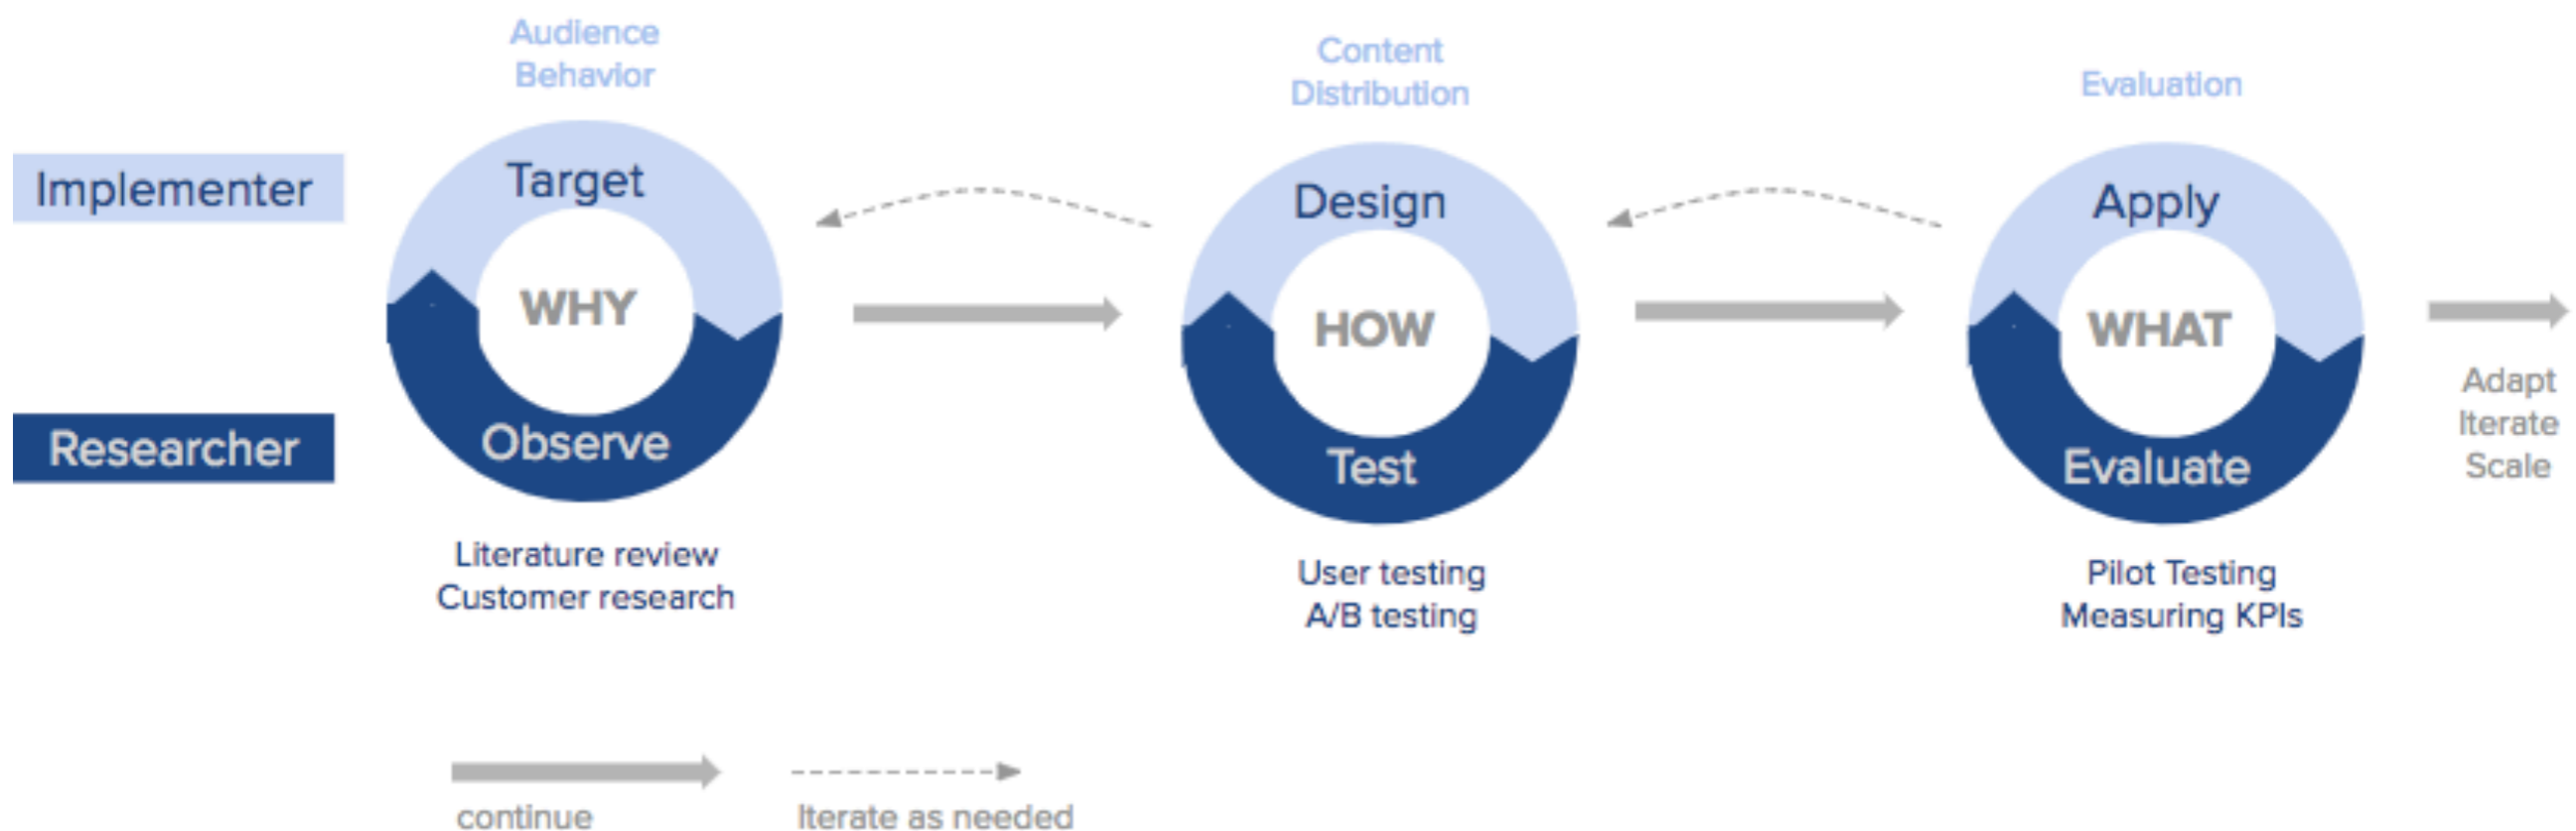 Audience
Behavior
Content
Distribution
Evaluation
Implementer
Target
Design
Apply
WHY
HOW
WHAT
Researcher
Observe
Test
Evaluate
Adapt
Iterate
Scale
Literature review
Customer research
User testing
A/B testing
Pilot Testing
Measuring KPIs
continue
Iterate as needed